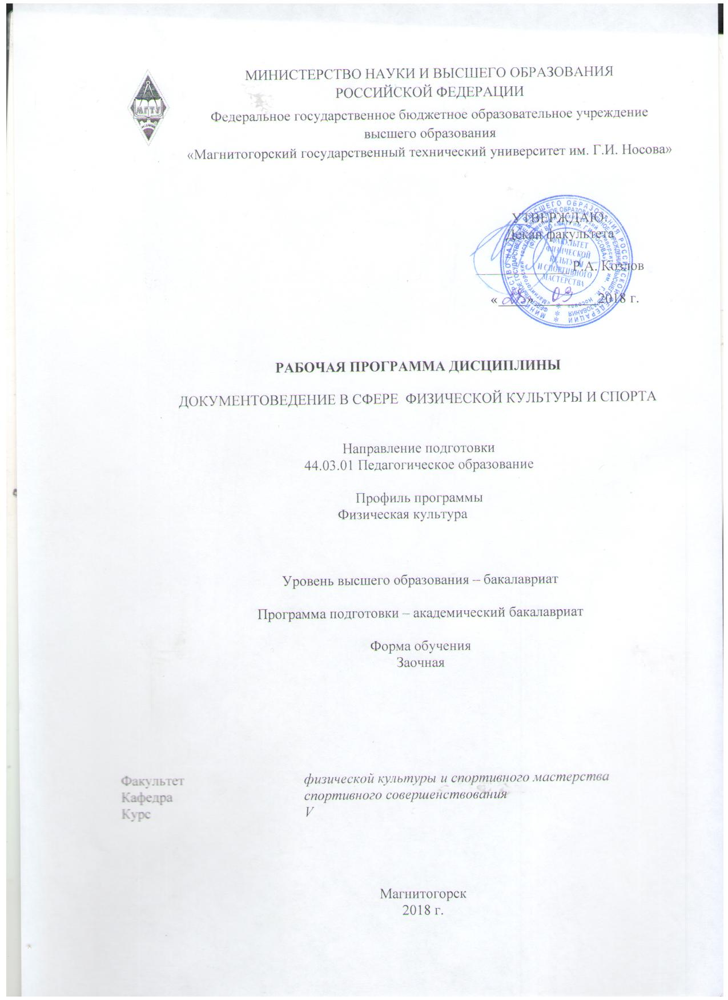 МИНИСТЕРСТВО НАУКИ И ВЫСШЕГО ОБРАЗОВАНИЯ
РОССИЙСКОЙ ФЕДЕРАЦИИ
Федеральное государственное бюджетное образовательное учреждение
высшего образования
«Магнитогорский государственный технический университет им. Г.И. Носова»
МГТУ
УТВЕРЖДАЮ:
Декан факультета
Р.А. Козлов
« » 09 2018 г.
ФАКУЛЬТЕТ
ФИЗИЧЕСКОЙ
КУЛЬТУРЫ
И СПОРТИВНОГО
МАСТЕРСТВА
РАБОЧАЯ ПРОГРАММА ДИСЦИПЛИНЫ
ДОКУМЕНТОВЕДЕНИЕ В СФЕРЕ ФИЗИЧЕСКОЙ КУЛЬТУРЫ И СПОРТА
Направление подготовки
44.03.01 Педагогическое образование
Профиль программы
Физическая культура
Уровень высшего образования – бакалавриат
Программа подготовки – академический бакалавриат
Форма обучения
Заочная
Факультет физической культуры и спортивного мастерства
Кафедра спортивного совершенствования
Курс V
Магнитогорск
2018 г.